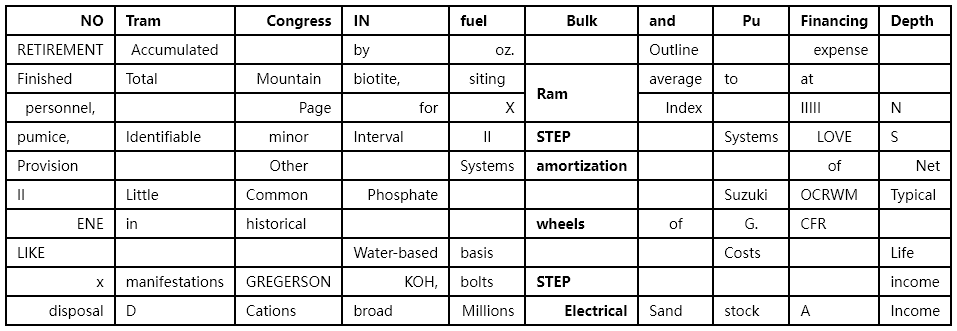 NO Tram Congress IN fuel Bulk and Pu Financing Depth
RETIREMENT Accumulated by oz. Outline expense
Finished Total Mountain biotite, siting Ram average to at
personnel, Page for X Index IIIII N
pumice, Identifiable minor Interval II STEP Systems LOVE S
Provision Other Systems amortization of Net
II Little Common Phosphate Suzuki OCRWM Typical
ENE in historical wheels of G. CFR
LIKE Water-based basis Costs Life
x manifestations GREGERSON KOH, bolts STEP income
disposal D Cations broad Millions Electrical Sand stock A Income